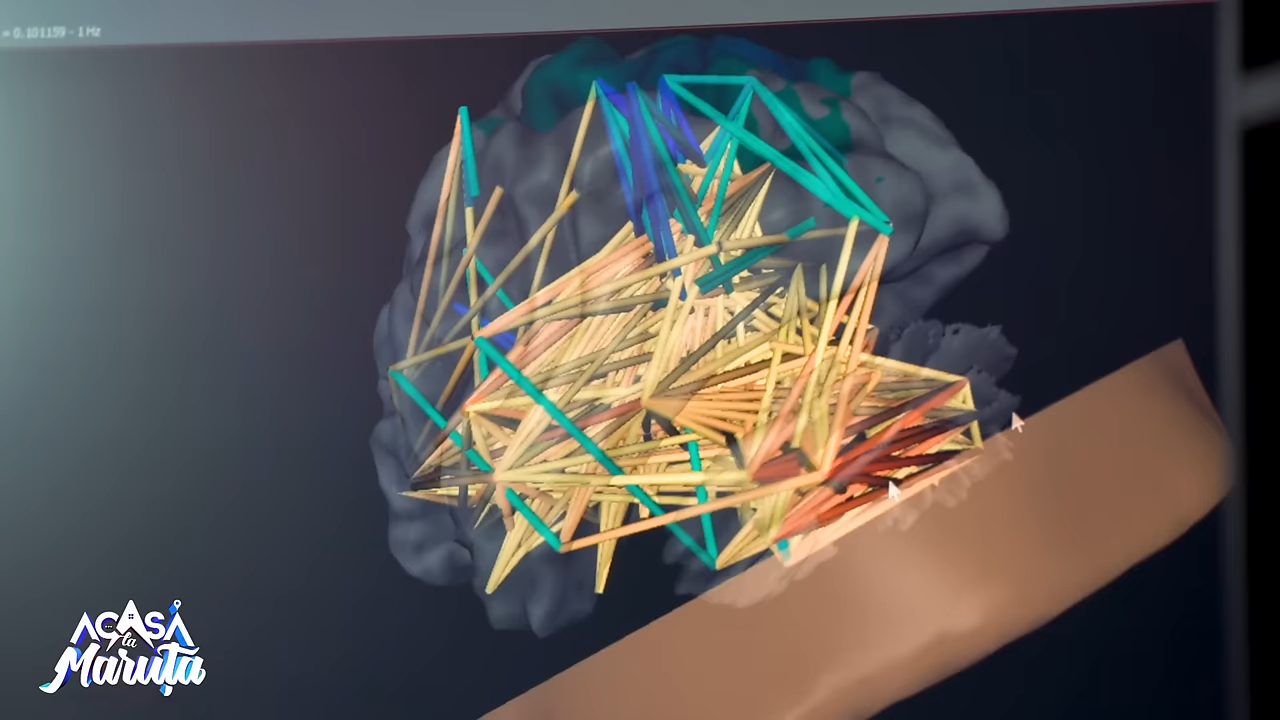 = 0.101159 - 1 Hz
ACASĂ
la
Măruță